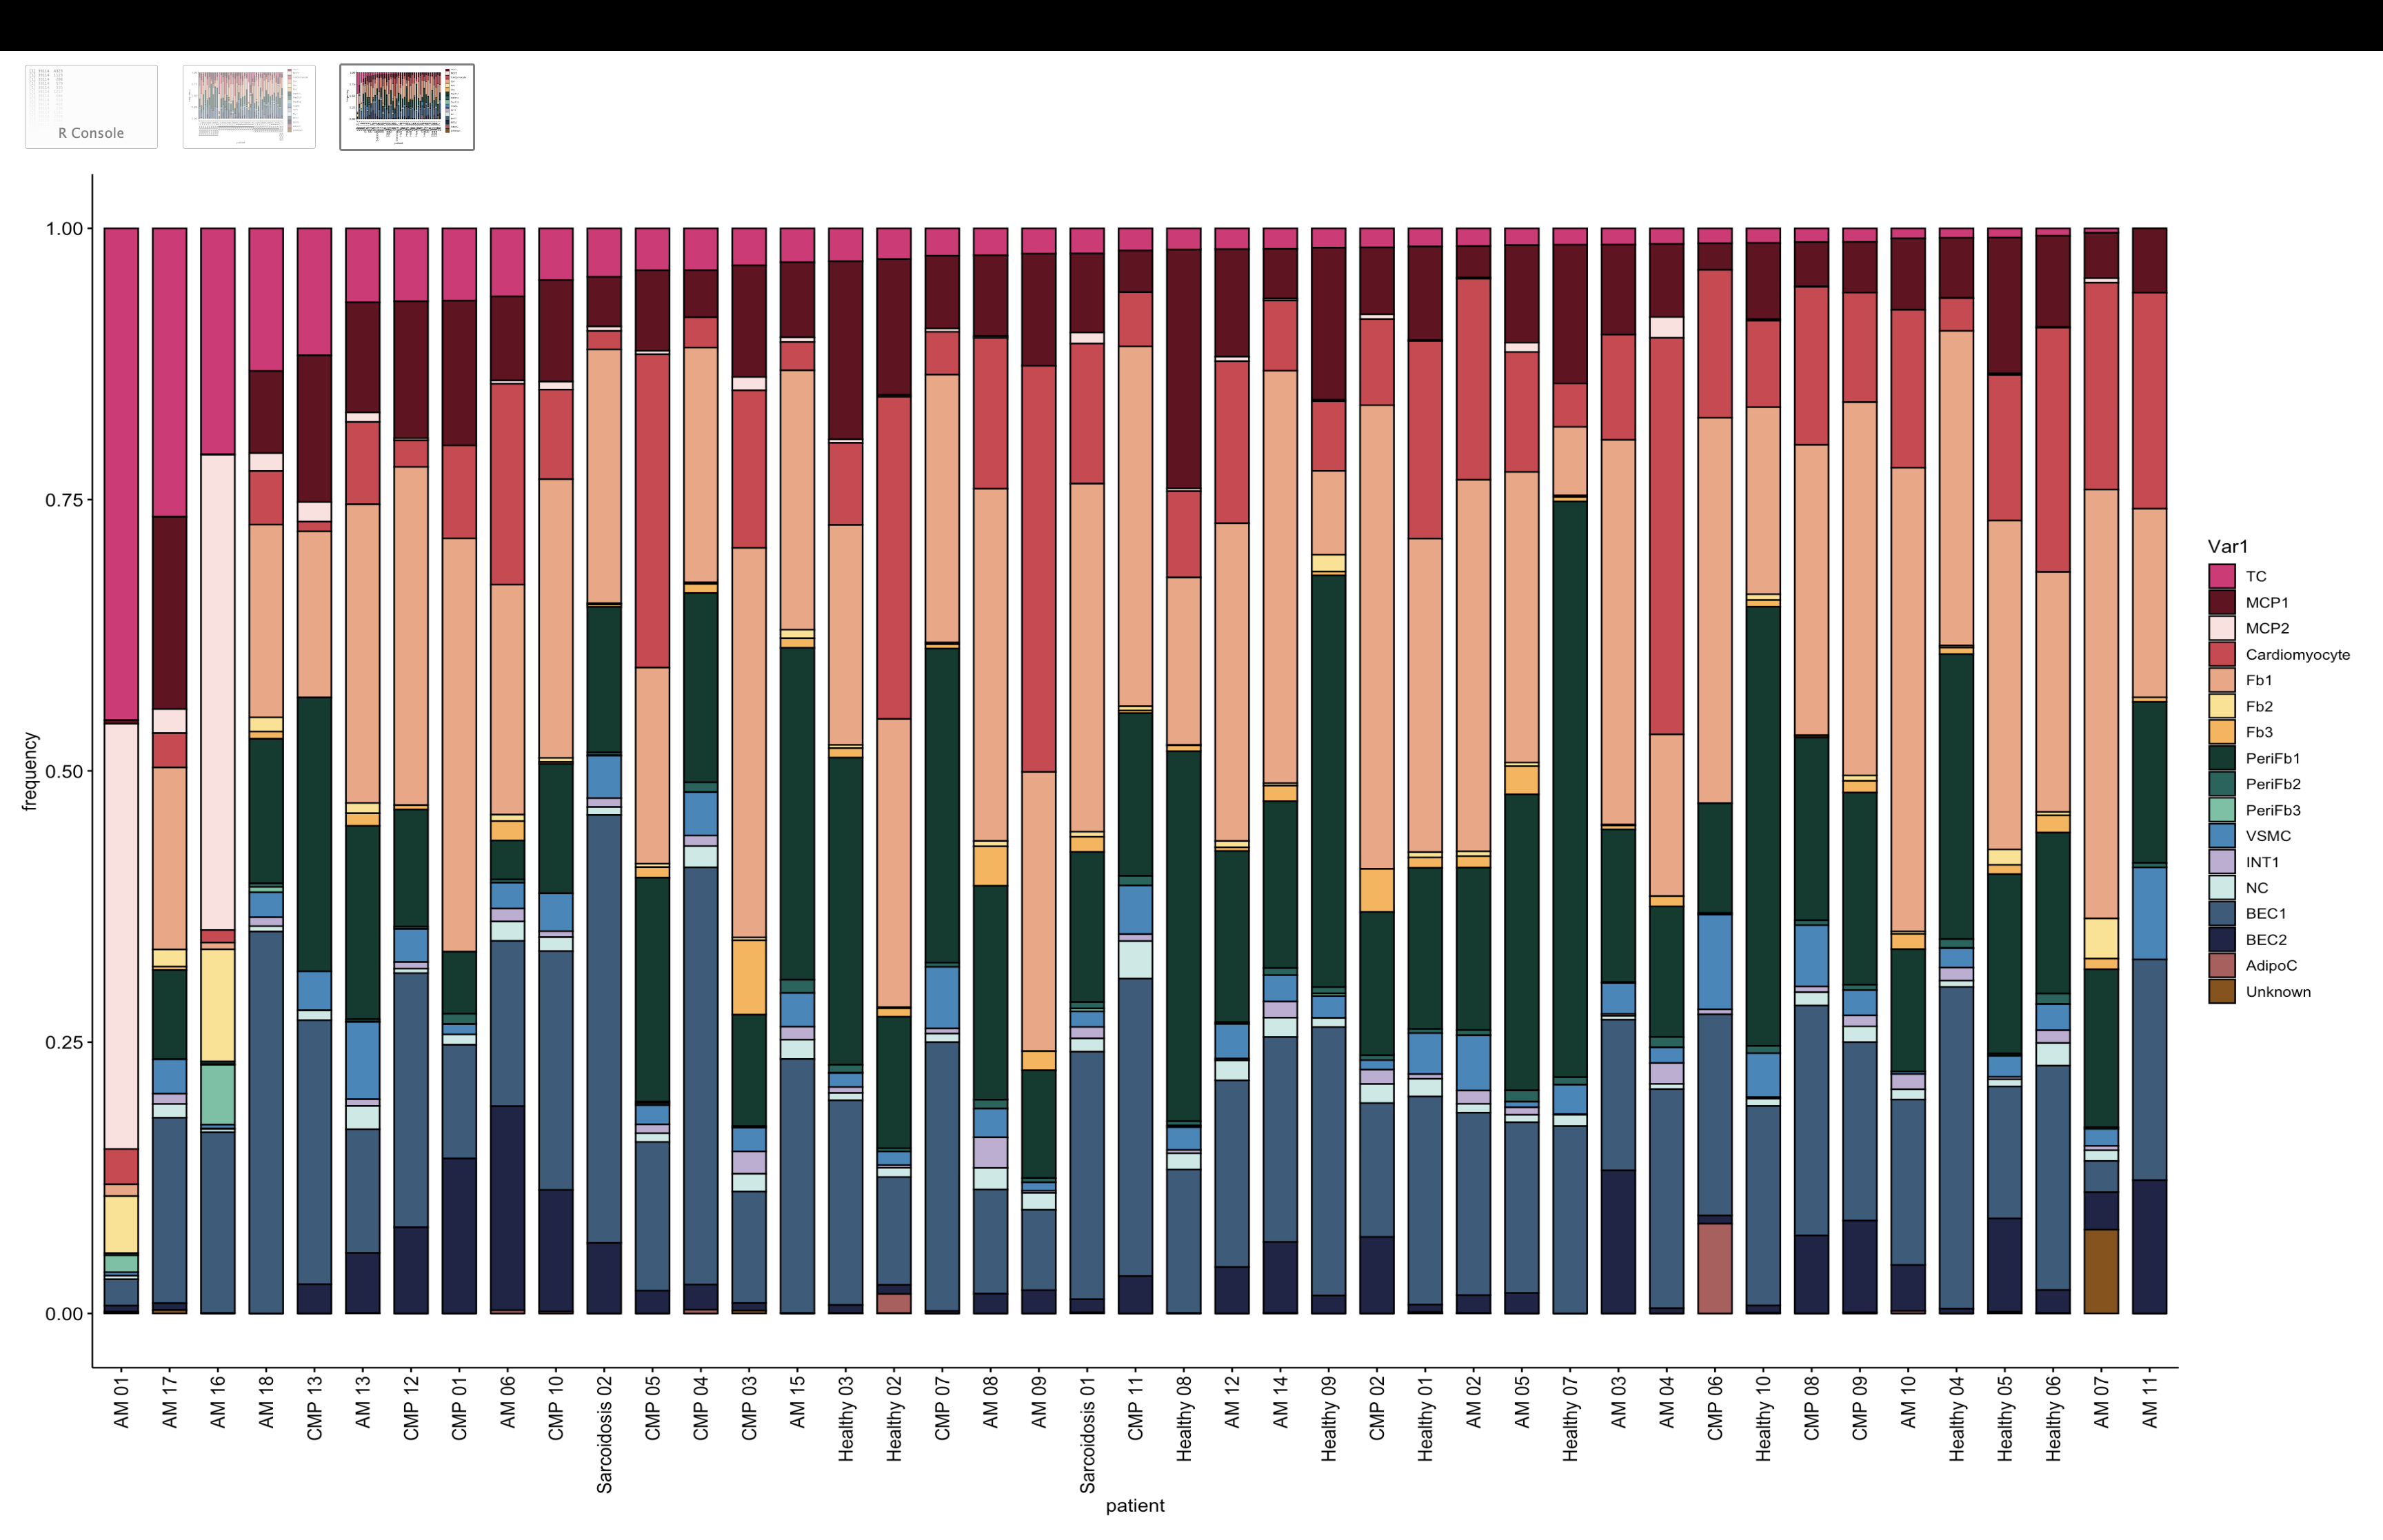 R Console
1.00
0.75
0.50
0.25
0.00
frequency
AM 01
AM 17
AM 16
AM 18
CMP 13
AM 13
CMP 12
CMP 01
AM 06
CMP 10
Sarcoidosis 02
CMP 05
CMP 04
CMP 03
AM 15
Healthy 03
Healthy 02
CMP 07
AM 08
AM 09
Sarcoidosis 01
CMP 11
Healthy 08
AM 12
AM 14
Healthy 09
CMP 02
Healthy 01
AM 02
AM 05
Healthy 07
AM 03
AM 04
CMP 06
Healthy 10
CMP 08
CMP 09
AM 10
Healthy 04
Healthy 05
Healthy 06
AM 07
AM 11
patient
Var1
TC
MCP1
MCP2
Cardiomyocyte
Fb1
Fb2
Fb3
PeriFb1
PeriFb2
PeriFb3
VSMC
INT1
NC
BEC1
BEC2
AdipoC
Unknown